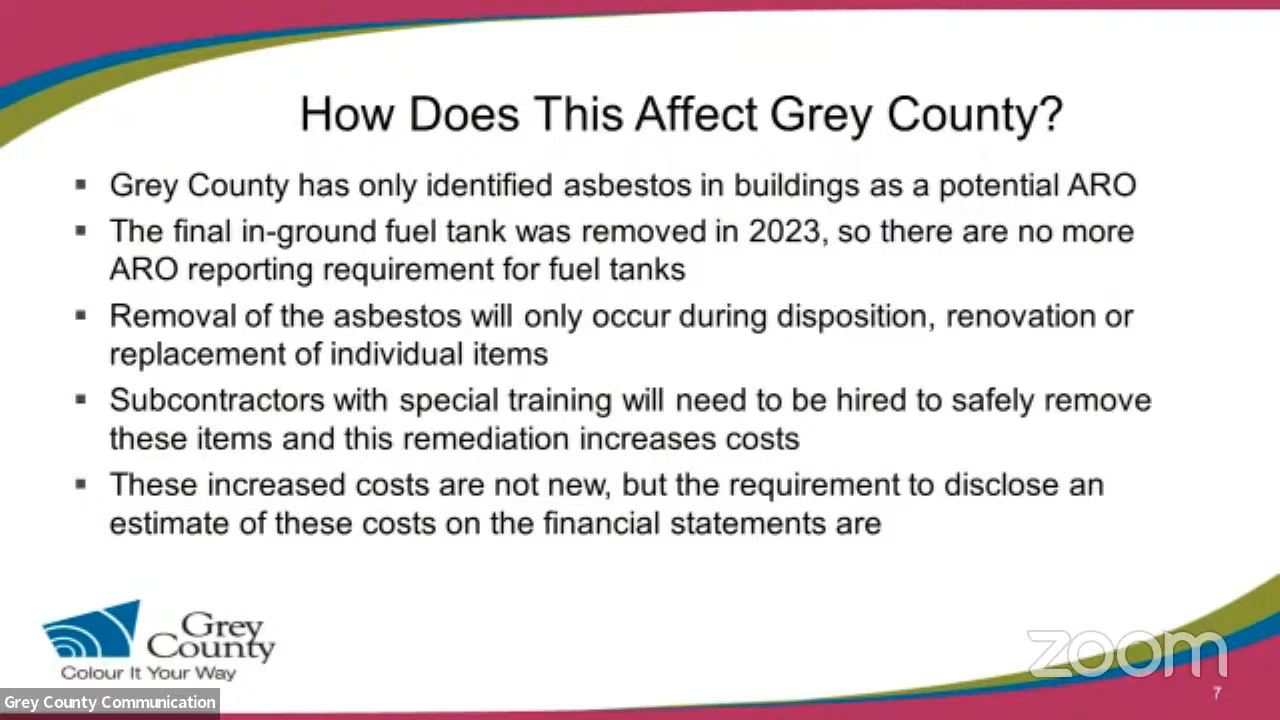 How Does This Affect Grey County?
▪ Grey County has only identified asbestos in buildings as a potential ARO
▪ The final in-ground fuel tank was removed in 2023, so there are no more
ARO reporting requirement for fuel tanks
▪ Removal of the asbestos will only occur during disposition, renovation or
replacement of individual items
▪ Subcontractors with special training will need to be hired to safely remove
these items and this remediation increases costs
▪ These increased costs are not new, but the requirement to disclose an
estimate of these costs on the financial statements are
Grey
County
Colour It Your Way
zoom
7
Grey County Communication